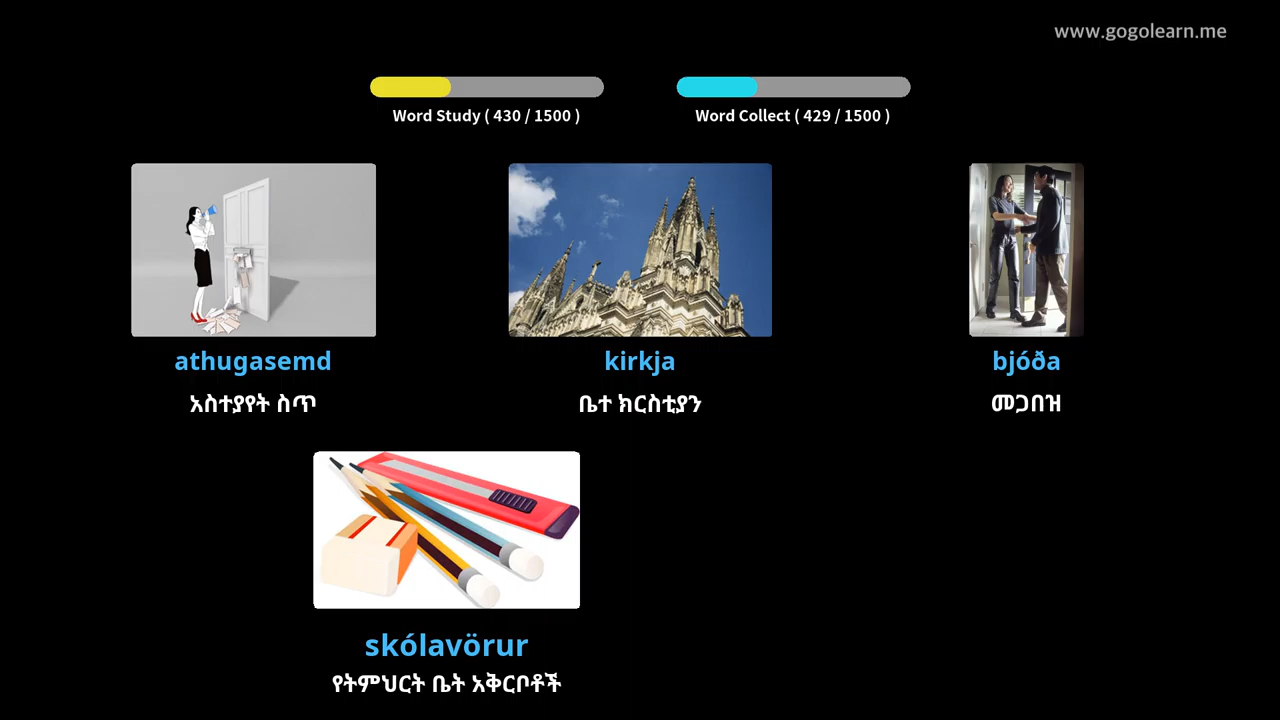 www.gogolearn.me
Word Study ( 430 / 1500 )
Word Collect ( 429 / 1500 )
athugasemd
አስተያየት ስጥ
kirkja
ቤተ ክርስቲያን
bjóða
መጋበዝ
skólavörur
የትምህርት ቤት አቅርቦቶች